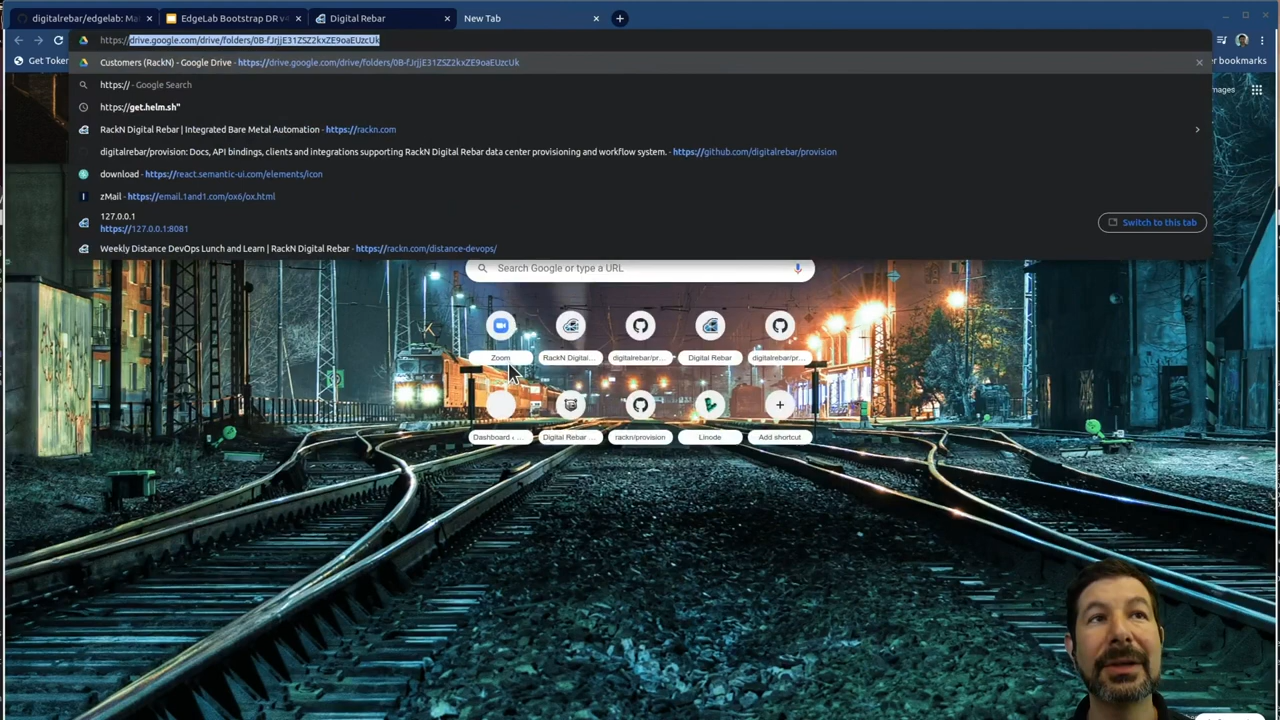 digitalrebar/edgelab: Ma
EdgeLab Bootstrap DR v4
Digital Rebar
New Tab
https://drive.google.com/drive/folders/0B-fJrjjE31ZSZ2kxZE9oaEUzcUk
Get Token
r bookmarks
Customers (RackN) - Google Drive - https://drive.google.com/drive/folders/0B-fJrjjE31ZSZ2kxZE9oaEUzcUk
https:// - Google Search
https://get.helm.sh"
mages
RackN Digital Rebar | Integrated Bare Metal Automation - https://rackn.com
digitalrebar/provision: Docs, API bindings, clients and integrations supporting RackN Digital Rebar data center provisioning and workflow system. - https://github.com/digitalrebar/provision
download - https://react.semantic-ui.com/elements/icon
zMail - https://email.1and1.com/ox6/ox.html
127.0.0.1
https://127.0.0.1:8081
Switch to this tab
Weekly Distance DevOps Lunch and Learn | RackN Digital Rebar - https://rackn.com/distance-devops/
Search Google or type a URL
Zoom
RackN Digital...
digitalrebar/pr...
Digital Rebar
digitalrebar/pr...
Dashboard ‹ ...
Digital Rebar ...
rackn/provision
Linode
Add shortcut